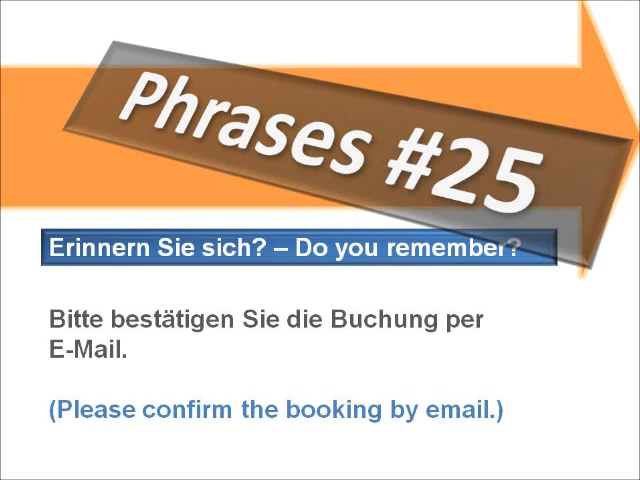 Phrases #25
Erinnern Sie sich? – Do you remember?
Bitte bestätigen Sie die Buchung per
E-Mail.
(Please confirm the booking by email.)